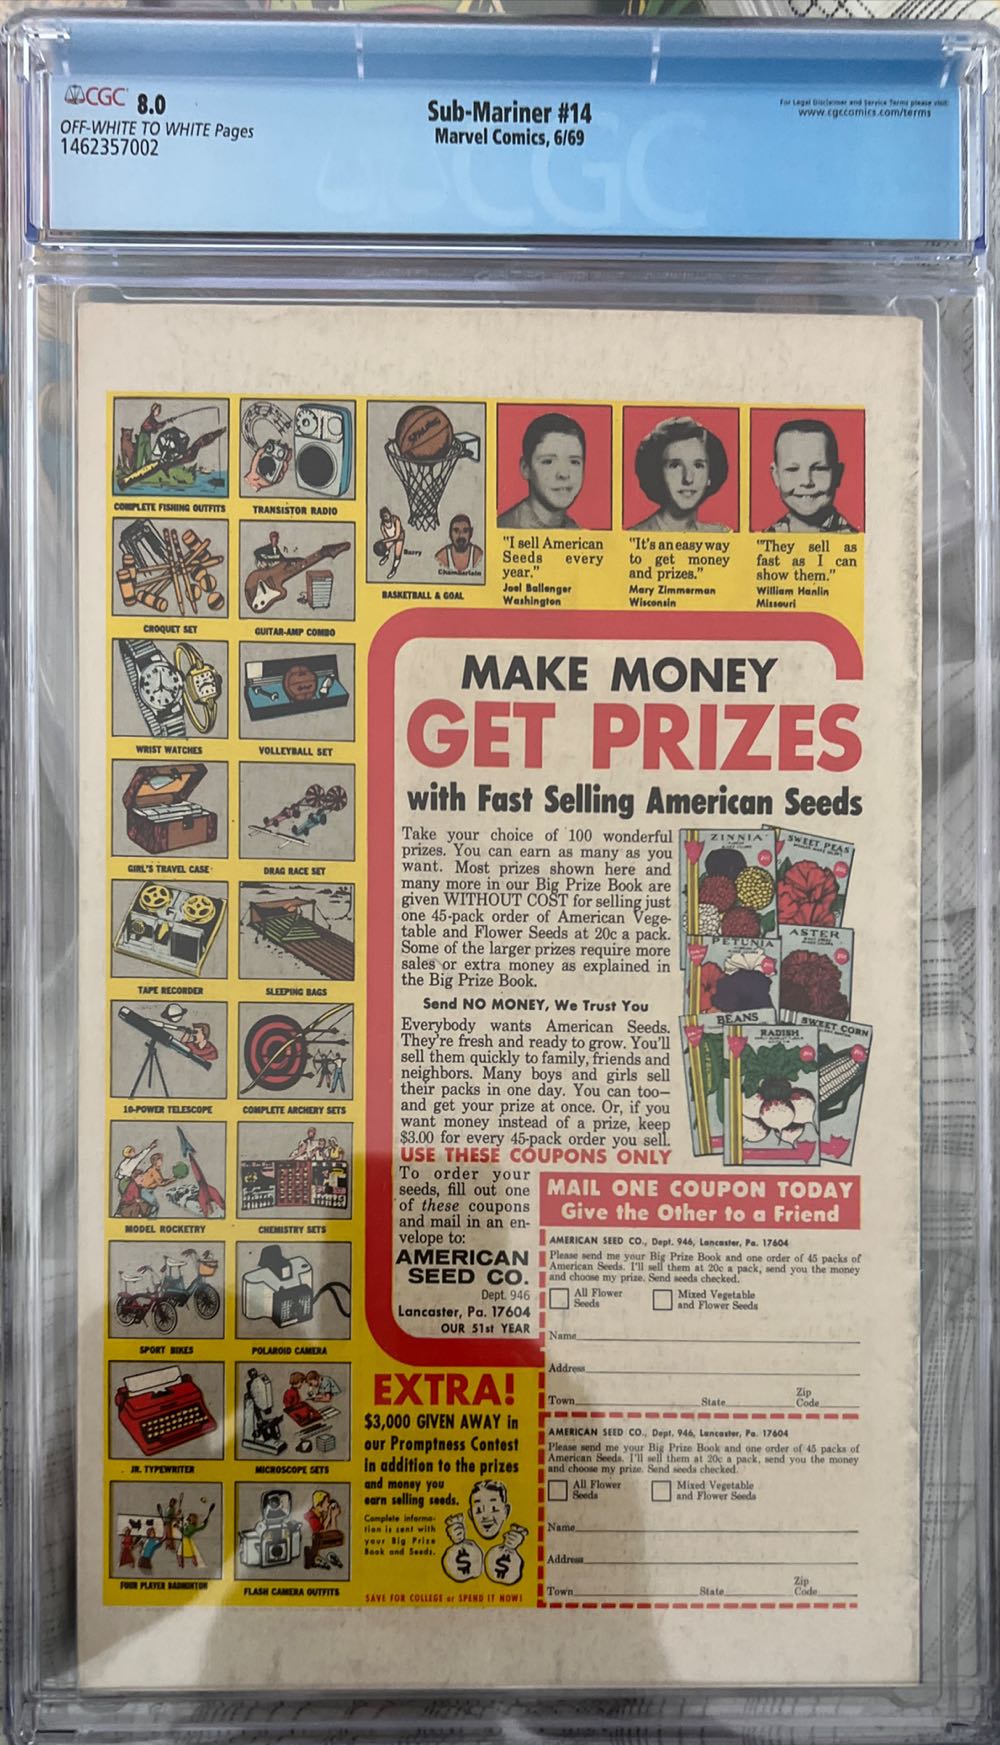 CGC 8.0
OFF-WHITE TO WHITE Pages
1462357002
Sub-Mariner #14
Marvel Comics, 6/69
For Legal Disclaimer and Service Terms please visit:
www.cgccomics.com/terms
CGC
COMPLETE FISHING OUTFITS
TRANSISTOR RADIO
SPALDING
Barry
Chamberlain
BASKETBALL & GOAL
CROQUET SET
GUITAR-AMP COMBO
WRIST WATCHES
VOLLEYBALL SET
GIRL'S TRAVEL CASE
DRAG RACE SET
TAPE RECORDER
SLEEPING BAGS
10-POWER TELESCOPE
COMPLETE ARCHERY SETS
MODEL ROCKETRY
CHEMISTRY SETS
SPORT BIKES
POLAROID CAMERA
JR. TYPEWRITER
MICROSCOPE SETS
FOUR PLAYER BADMINTON
FLASH CAMERA OUTFITS
"I sell American
Seeds every
year."
Joel Ballenger
Washington
"It's an easy way
to get money
and prizes."
Mary Zimmerman
Wisconsin
"They sell as
fast as I can
show them."
William Hanlin
Missouri
MAKE MONEY
GET PRIZES
with Fast Selling American Seeds
Take your choice of 100 wonderful
prizes. You can earn as many as you
want. Most prizes shown here and
many more in our Big Prize Book are
given WITHOUT COST for selling just
one 45-pack order of American Vege-
table and Flower Seeds at 20c a pack.
Some of the larger prizes require more
sales or extra money as explained in
the Big Prize Book.
Send NO MONEY, We Trust You
Everybody wants American Seeds.
They're fresh and ready to grow. You'll
sell them quickly to family, friends and
neighbors. Many boys and girls sell
their packs in one day. You can too—
and get your prize at once. Or, if you
want money instead of a prize, keep
$3.00 for every 45-pack order you sell.
USE THESE COUPONS ONLY
To order your
seeds, fill out one
of these coupons
and mail in an en-
velope to:
AMERICAN
SEED CO.
Dept. 946
Lancaster, Pa. 17604
OUR 51st YEAR
ZINNIA
SWEET PEAS
PETUNIA
ASTER
BEANS
RADISH
SWEET CORN
MAIL ONE COUPON TODAY
Give the Other to a Friend
AMERICAN SEED CO., Dept. 946, Lancaster, Pa. 17604
Please send me your Big Prize Book and one order of 45 packs of
American Seeds. I'll sell them at 20c a pack, send you the money
and choose my prize. Send seeds checked.
All Flower
Seeds
Mixed Vegetable
and Flower Seeds
Name
Address
Town State Zip Code
AMERICAN SEED CO., Dept. 946, Lancaster, Pa. 17604
Please send me your Big Prize Book and one order of 45 packs of
American Seeds. I'll sell them at 20c a pack, send you the money
and choose my prize. Send seeds checked.
All Flower
Seeds
Mixed Vegetable
and Flower Seeds
Name
Address
Town State Zip Code
EXTRA!
$3,000 GIVEN AWAY in
our Promptness Contest
in addition to the prizes
and money you
earn selling seeds.
Complete informa-
tion is sent with
your Big Prize
Book and Seeds.
$ $
SAVE FOR COLLEGE or SPEND IT NOW!